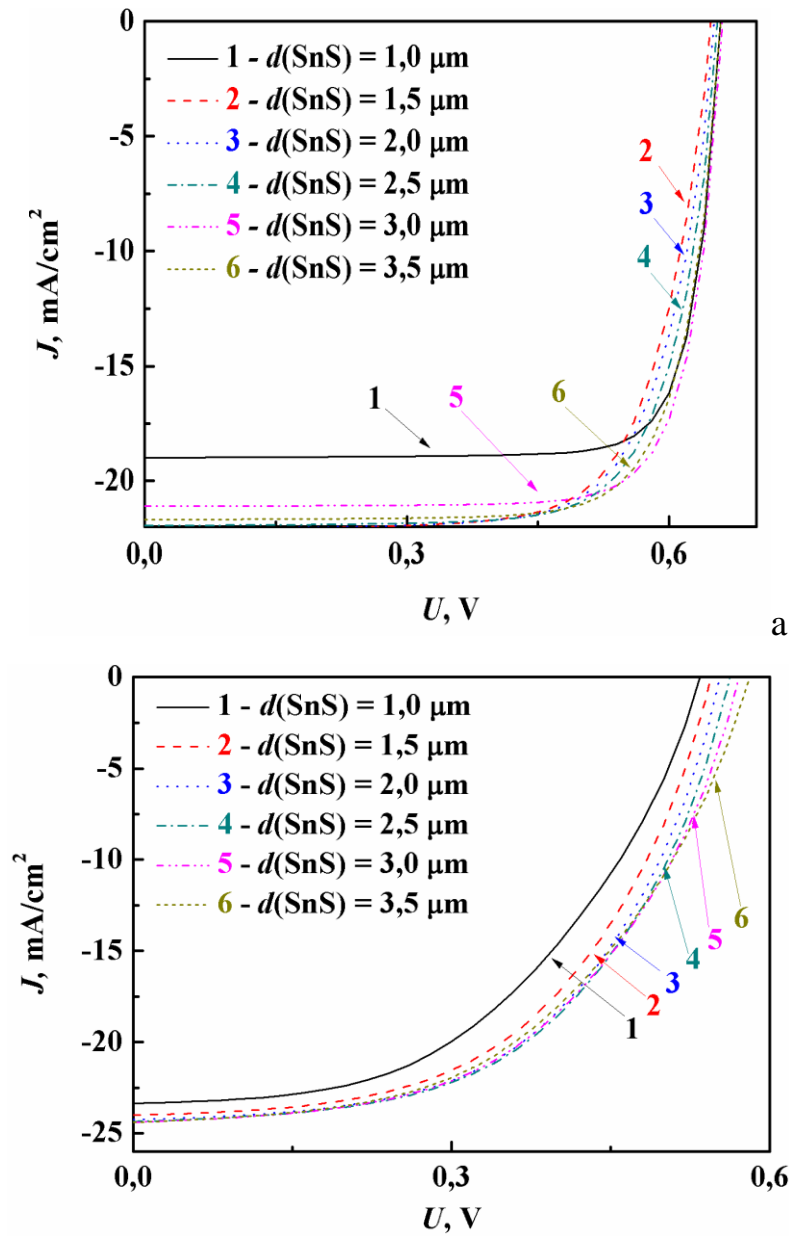 0
1 - d(SnS) = 1,0 μm
2 - d(SnS) = 1,5 μm
3 - d(SnS) = 2,0 μm
4 - d(SnS) = 2,5 μm
5 - d(SnS) = 3,0 μm
6 - d(SnS) = 3,5 μm
-5
-10
-15
-20
J, mA/cm²
2
3
4
1
5
6
0,0
0,3
0,6
U, V
a
0
1 - d(SnS) = 1,0 μm
2 - d(SnS) = 1,5 μm
3 - d(SnS) = 2,0 μm
4 - d(SnS) = 2,5 μm
5 - d(SnS) = 3,0 μm
6 - d(SnS) = 3,5 μm
-5
-10
-15
-20
-25
J, mA/cm²
1
2
3
4
5
6
0,0
0,3
0,6
U, V